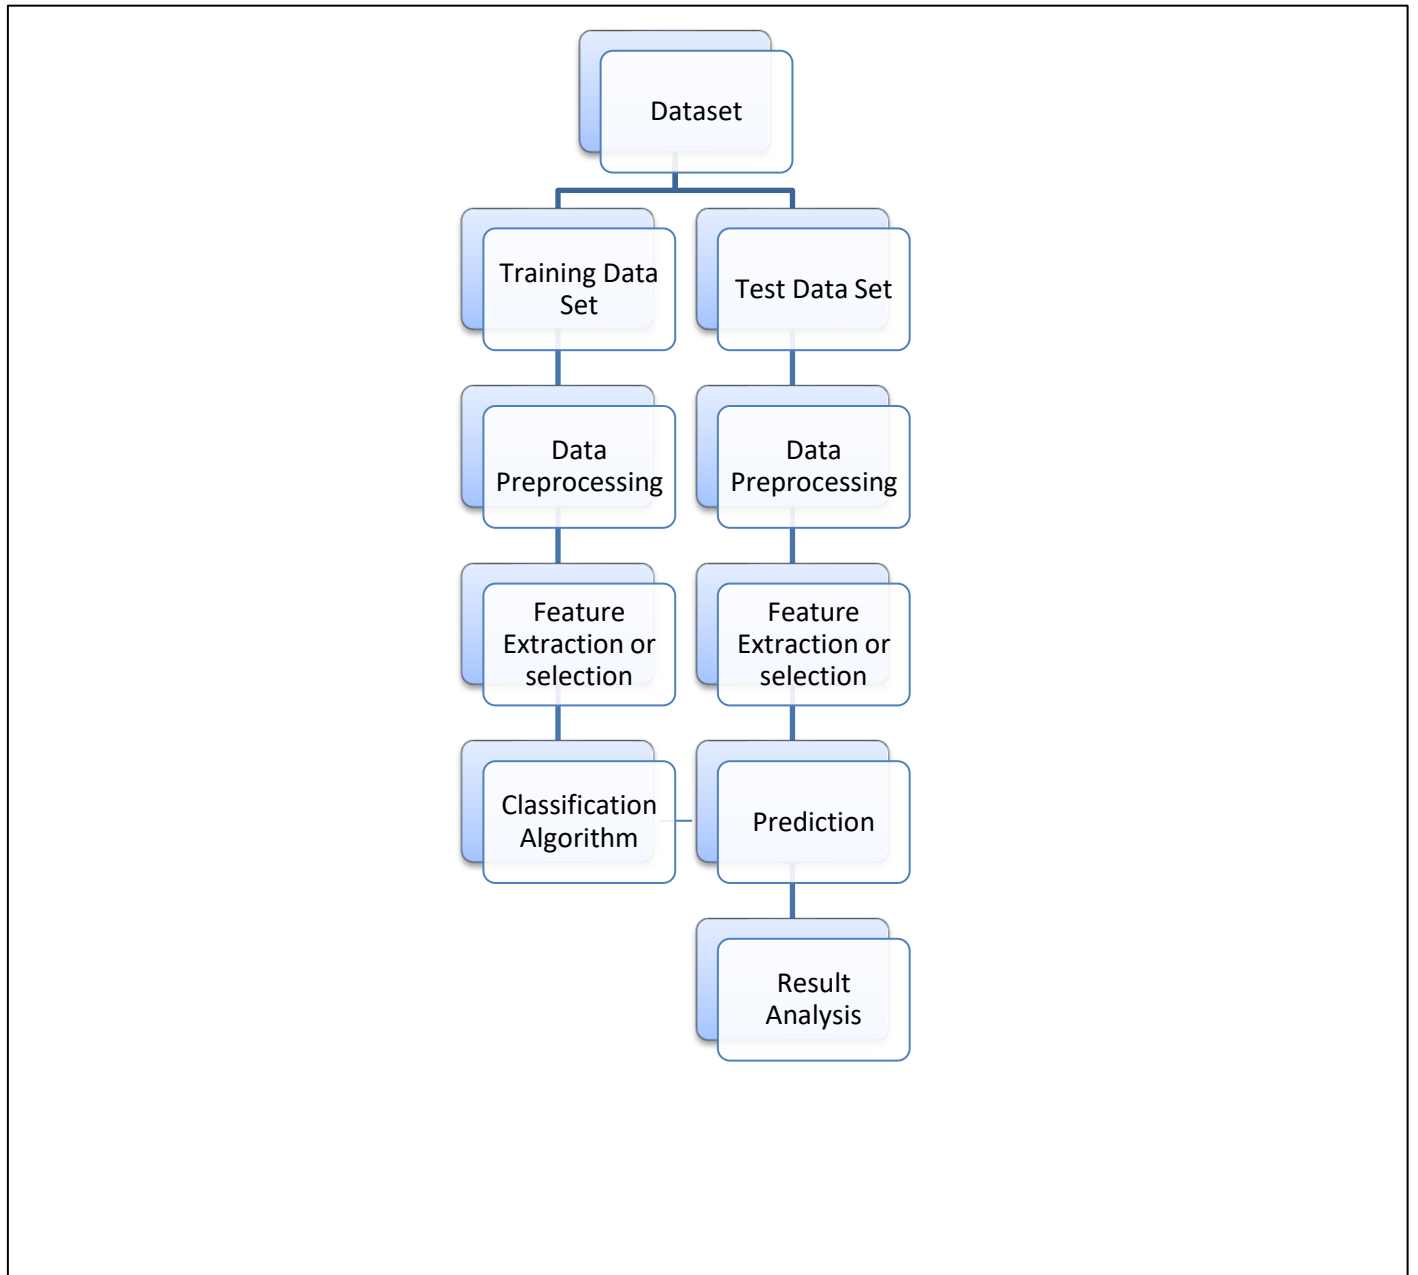 Dataset
Training Data
Set
Test Data Set
Data
Preprocessing
Data
Preprocessing
Feature
Extraction or
selection
Feature
Extraction or
selection
Classification
Algorithm
Prediction
Result
Analysis